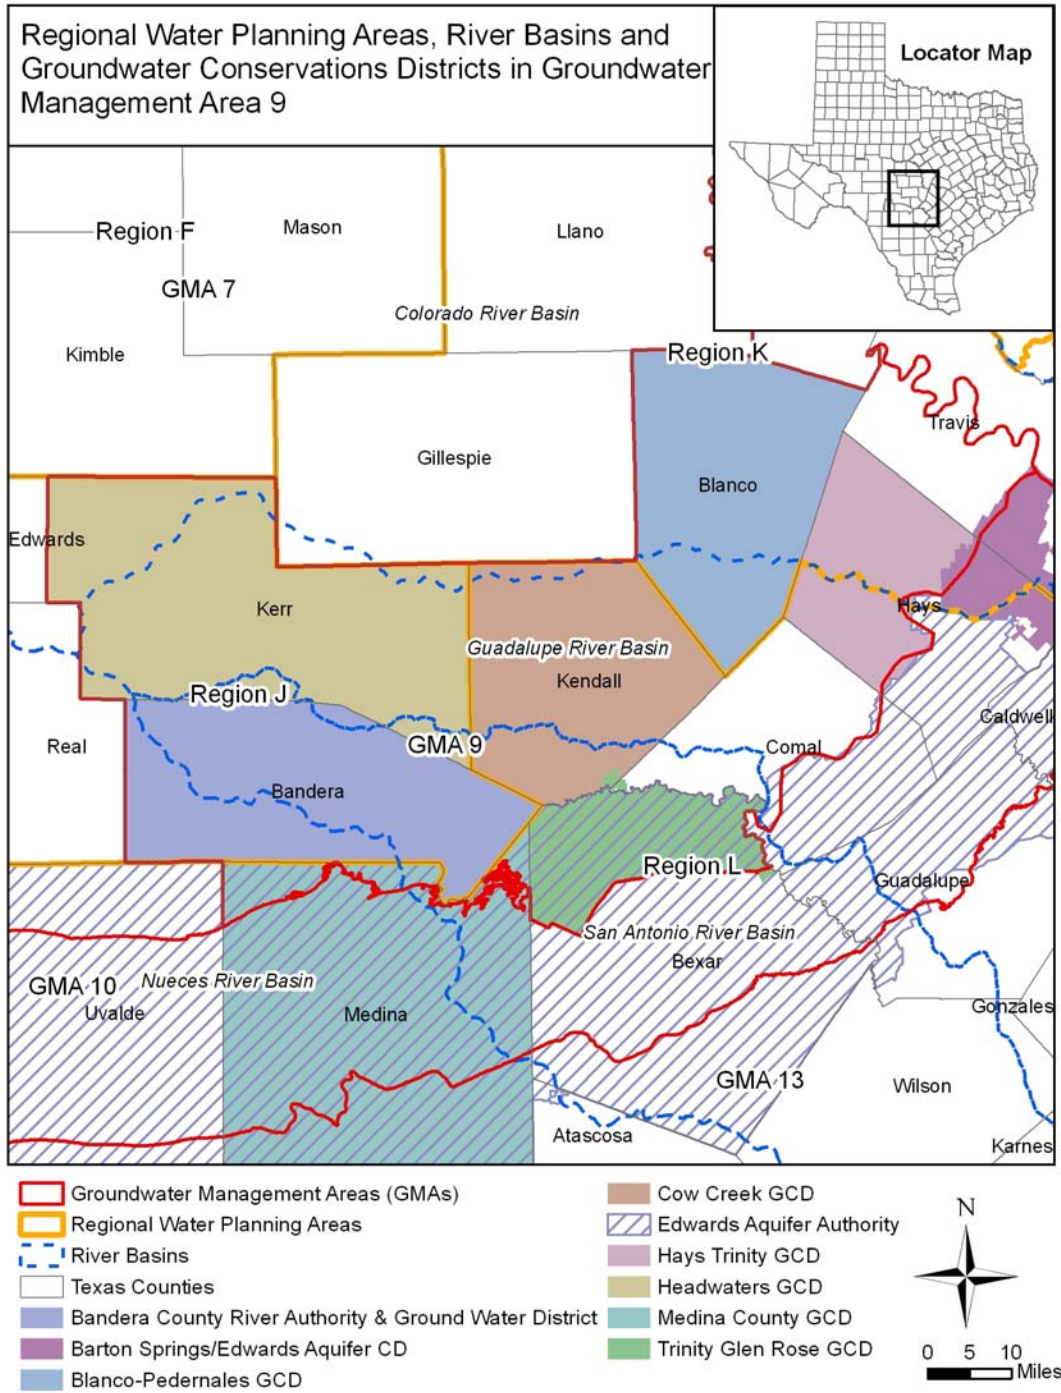 Regional Water Planning Areas, River Basins and
Groundwater Conservations Districts in Groundwater
Management Area 9
Locator Map
Region F
Mason
Llano
GMA 7
Colorado River Basin
Kimble
Region K
Travis
Gillespie
Blanco
Edwards
Kerr
Hays
Guadalupe River Basin
Kendall
Region J
Caldwell
Real
GMA 9
Comal
Bandera
Region L
Guadalupe
San Antonio River Basin
Bexar
GMA 10
Nueces River Basin
Uvalde
Medina
Gonzales
GMA 13
Wilson
Atascosa
Karnes
Groundwater Management Areas (GMAs)
Regional Water Planning Areas
River Basins
Texas Counties
Bandera County River Authority & Ground Water District
Barton Springs/Edwards Aquifer CD
Blanco-Pedernales GCD
Cow Creek GCD
Edwards Aquifer Authority
Hays Trinity GCD
Headwaters GCD
Medina County GCD
Trinity Glen Rose GCD
N
0 5 10
Miles